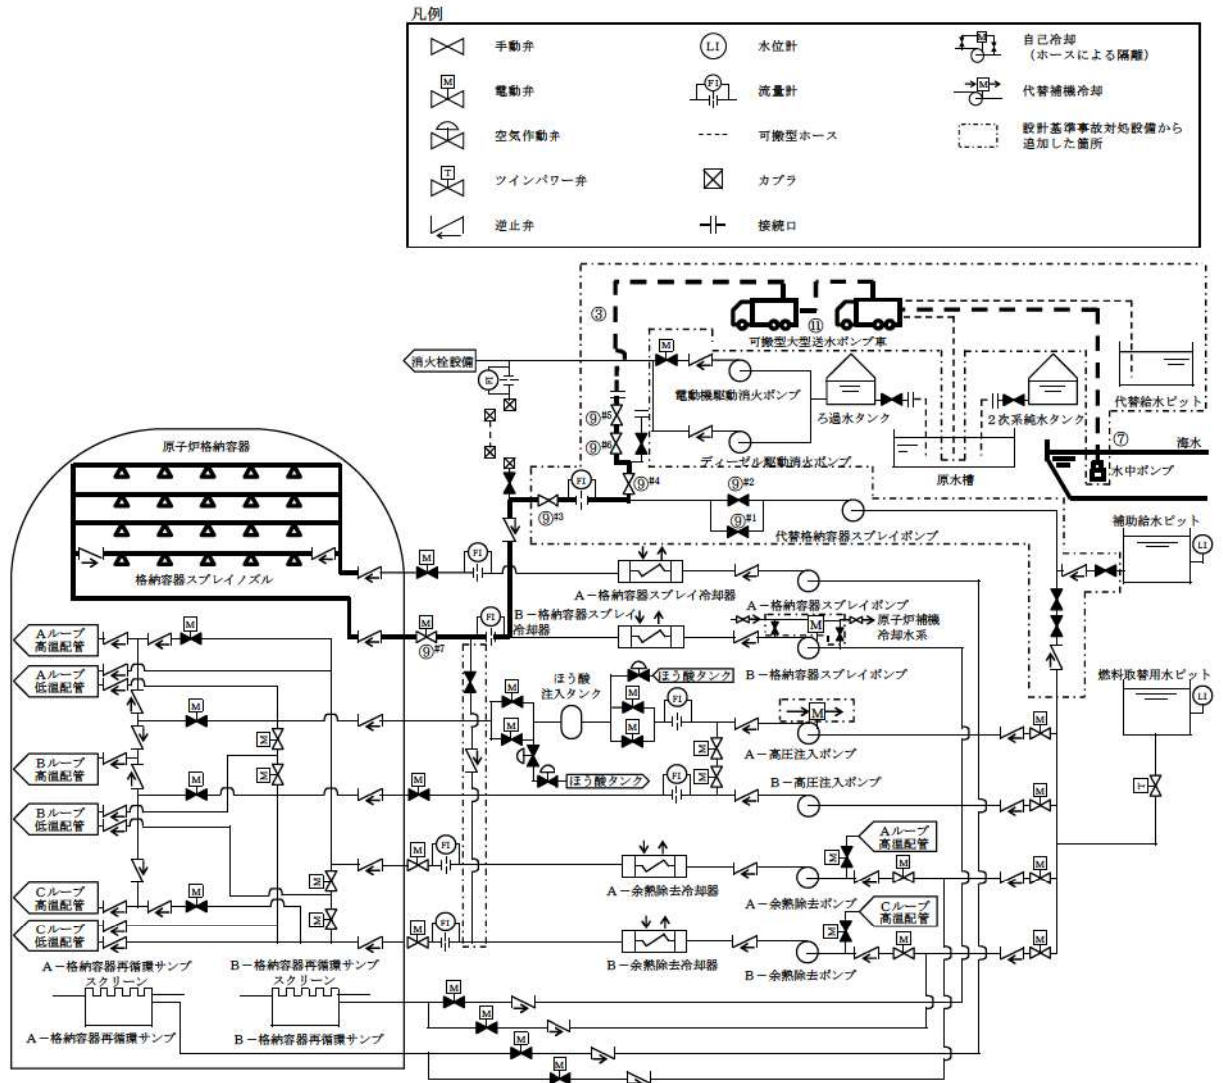 凡例
手動弁
電動弁
空気作動弁
ツインパワー弁
逆止弁
LI
水位計
FI
流量計
可搬型ホース
カプラ
接続口
自己冷却
(ホースによる隔離)
代替補機冷却
設計基準事故対処設備から
追加した箇所
M
T
M
M
③
⑪
可搬型大型送水ポンプ車
消火栓設備
FI
M
電動機駆動消火ポンプ
ろ過水タンク
2次系純水タンク
代替給水ピット
⑨#5
⑨#6
ディーゼル駆動消火ポンプ
原水槽
⑦
海水
水中ポンプ
原子炉格納容器
FI
⑨#4
⑨#2
⑨#3
⑨#1
代替格納容器スプレイポンプ
補助給水ピット
LI
格納容器スプレイノズル
M
FI
A-格納容器スプレイ冷却器
A-格納容器スプレイポンプ
B-格納容器スプレイ
冷却器
M
⑨#7
FI
M
原子炉補機
冷却水系
B-格納容器スプレイポンプ
Aループ
高温配管
M
Aループ
低温配管
ほう酸
注入タンク
ほう酸タンク
燃料取替用水ピット
LI
M
M
M
M
FI
M
M
M
M
A-高圧注入ポンプ
M
Bループ
高温配管
M
M
M
ほう酸タンク
FI
M
B-高圧注入ポンプ
M
T
Bループ
低温配管
M
FI
Aループ
高温配管
M
M
M
A-余熱除去冷却器
A-余熱除去ポンプ
Cループ
高温配管
M
M
M
Cループ
低温配管
M
FI
Cループ
高温配管
M
M
M
B-余熱除去冷却器
B-余熱除去ポンプ
A-格納容器再循環サンプ
スクリーン
B-格納容器再循環サンプ
スクリーン
M
M
A-格納容器再循環サンプ
B-格納容器再循環サンプ
M
M